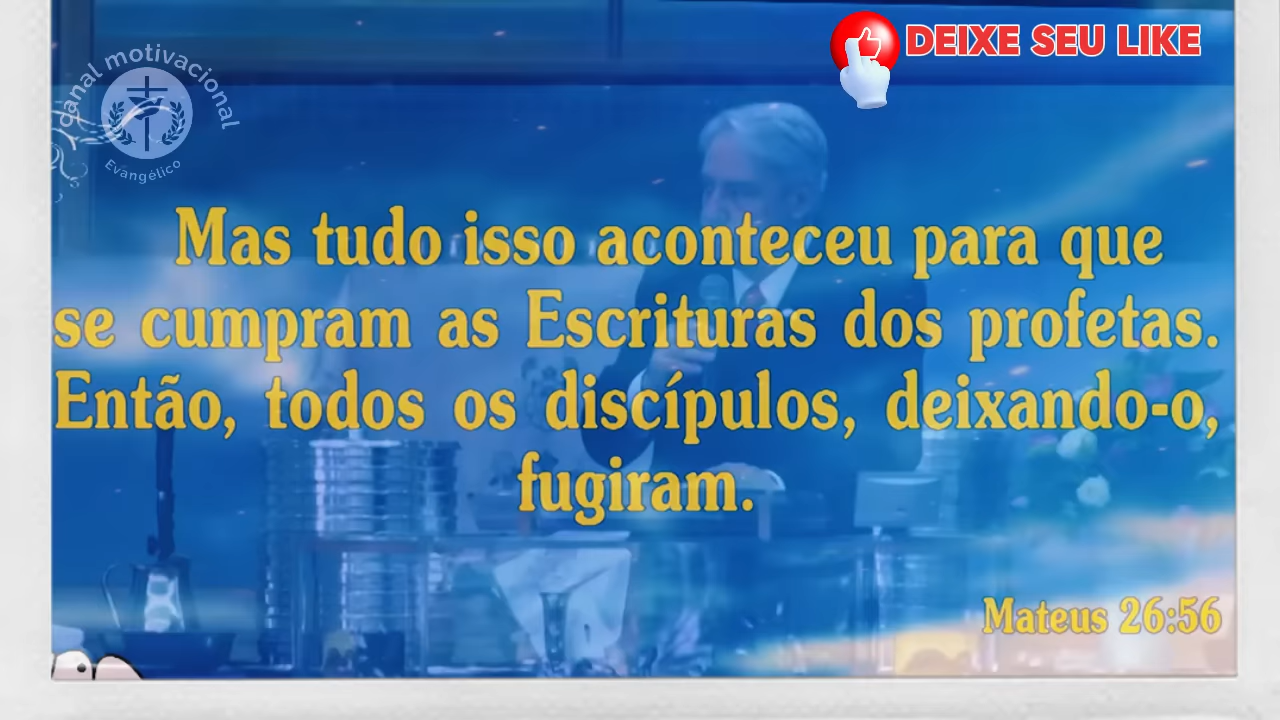 canal motivacional
Evangélico
DEIXE SEU LIKE
Mas tudo isso aconteceu para que
se cumpram as Escrituras dos profetas.
Então, todos os discípulos, deixando-o,
fugiram.
Mateus 26:56